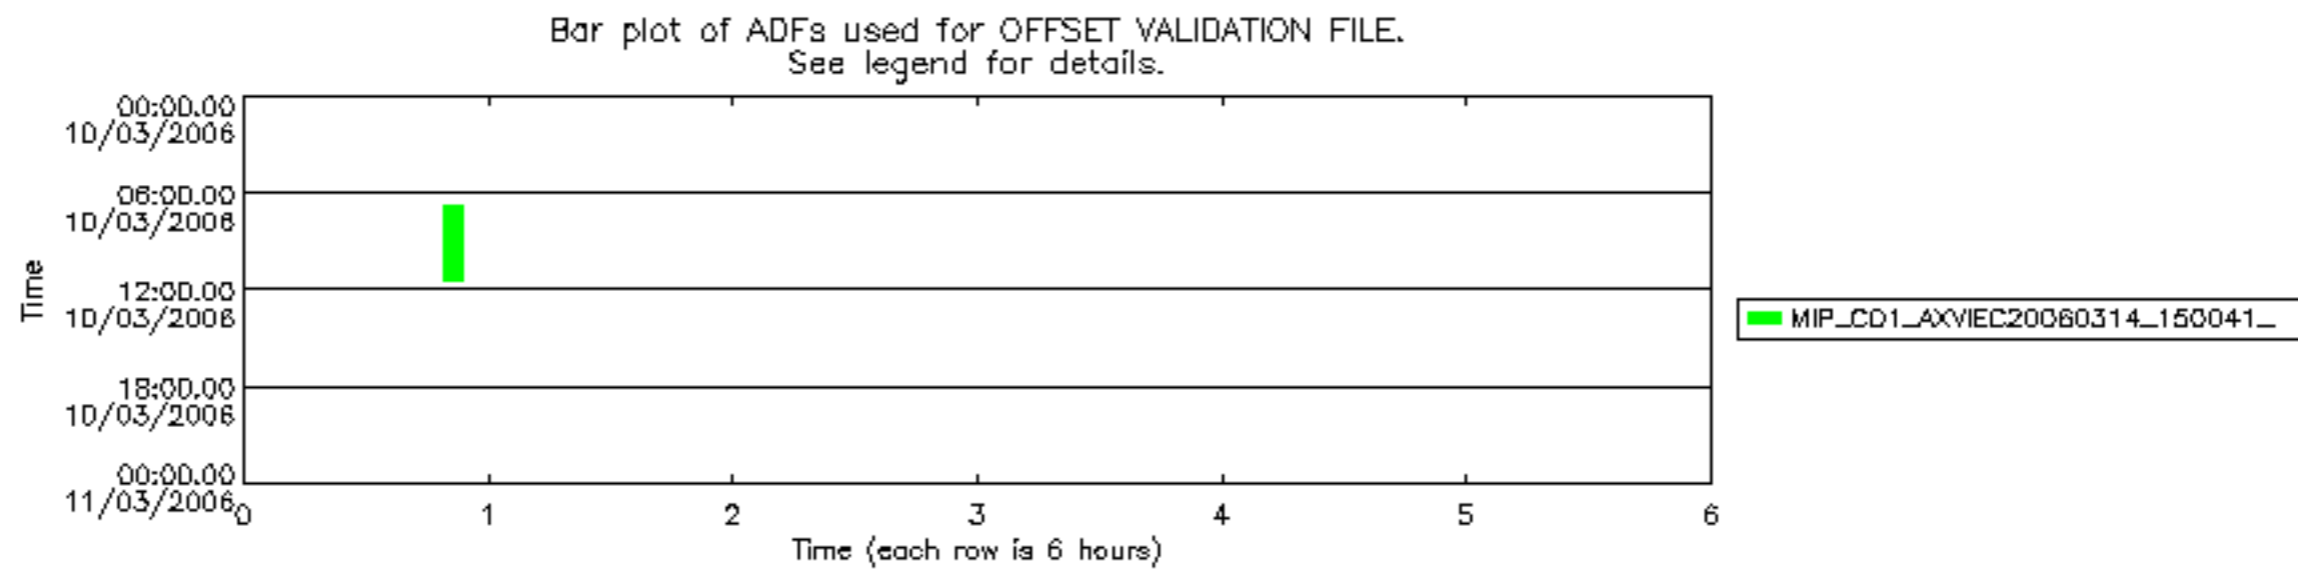 Bar plot of ADFs used for OFFSET VALIDATION FILE.
See legend for details.
00:00.00
10/03/2006
06:00.00
10/03/2006
12:00.00
10/03/2006
18:00.00
10/03/2006
00:00.00
11/03/2006
Time
0 1 2 3 4 5 6
Time (each row is 6 hours)
MIP_CO1_AXVIEC20060314_150041_